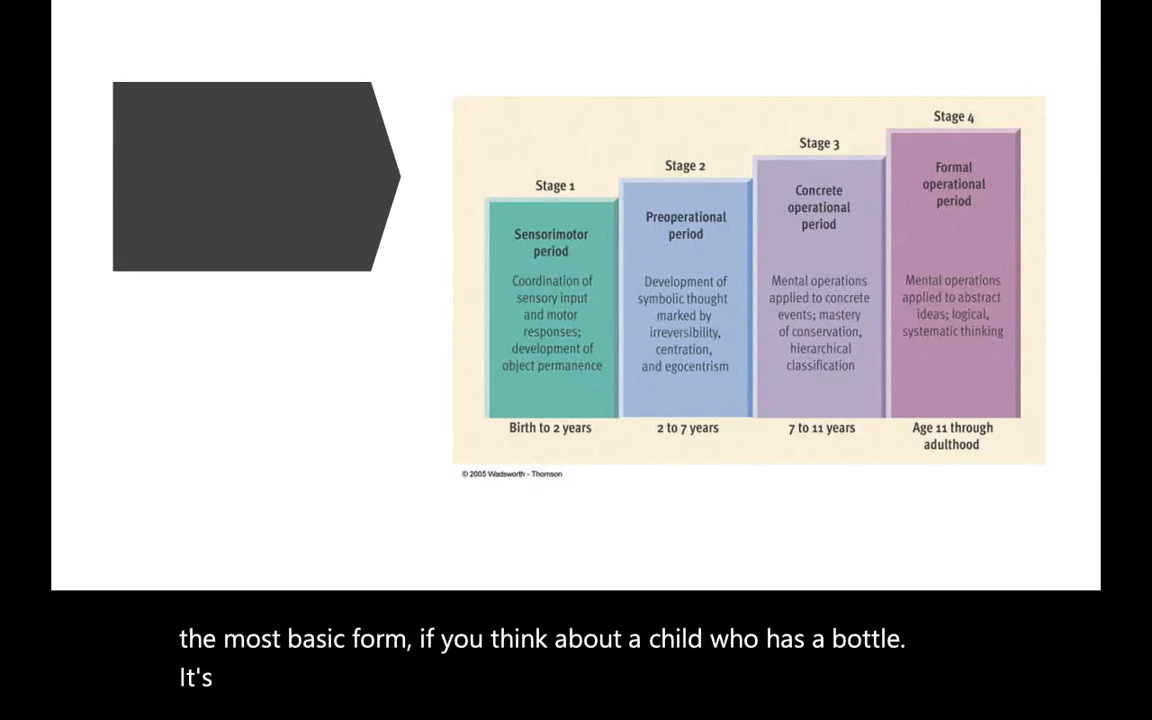 Stage 1
Sensorimotor
period
Coordination of
sensory input
and motor
responses;
development of
object permanence
Birth to 2 years
Stage 2
Preoperational
period
Development of
symbolic thought
marked by
irreversibility,
centration,
and egocentrism
2 to 7 years
Stage 3
Concrete
operational
period
Mental operations
applied to concrete
events; mastery
of conservation,
hierarchical
classification
7 to 11 years
Stage 4
Formal
operational
period
Mental operations
applied to abstract
ideas; logical,
systematic thinking
Age 11 through
adulthood
© 2005 Wadsworth - Thomson
the most basic form, if you think about a child who has a bottle.
It's